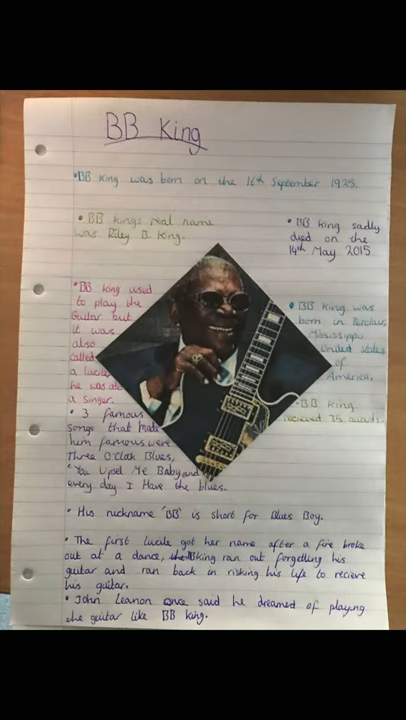 BB King
•BB King was born on the 16th September 1925.
• BB Kings real name
was Riley B. King.
• BB King sadly
died on the
14th May 2015.
•BB King used
to play the
Guitar but
it was
also
called
a lucile
he was also
a singer.
• BB King was
born in
Mississippi
United states
of
America.
BB King
recieved 15 awards.
• 3 famous
songs that made
him famous were
Three O'Clock Blues,
You Upset Me Baby and
every day I Have the blues.
• His nickname 'BB' is short for Blues Boy.
• The first lucile got her name after a fire broke
out at a dance, King ran out forgetting his
guitar and ran back in risking his life to recieve
his guitar.
• John Leanon once said he dreamed of playing
the guitar like BB King.